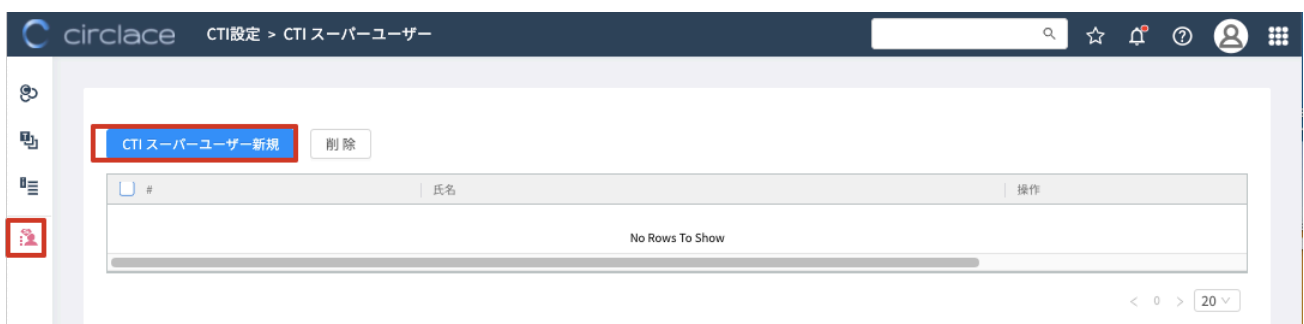 circlace CTI設定 > CTI スーパーユーザー
CTI スーパーユーザー新規 削 除
# 氏名 操作
No Rows To Show
< 0 > 20